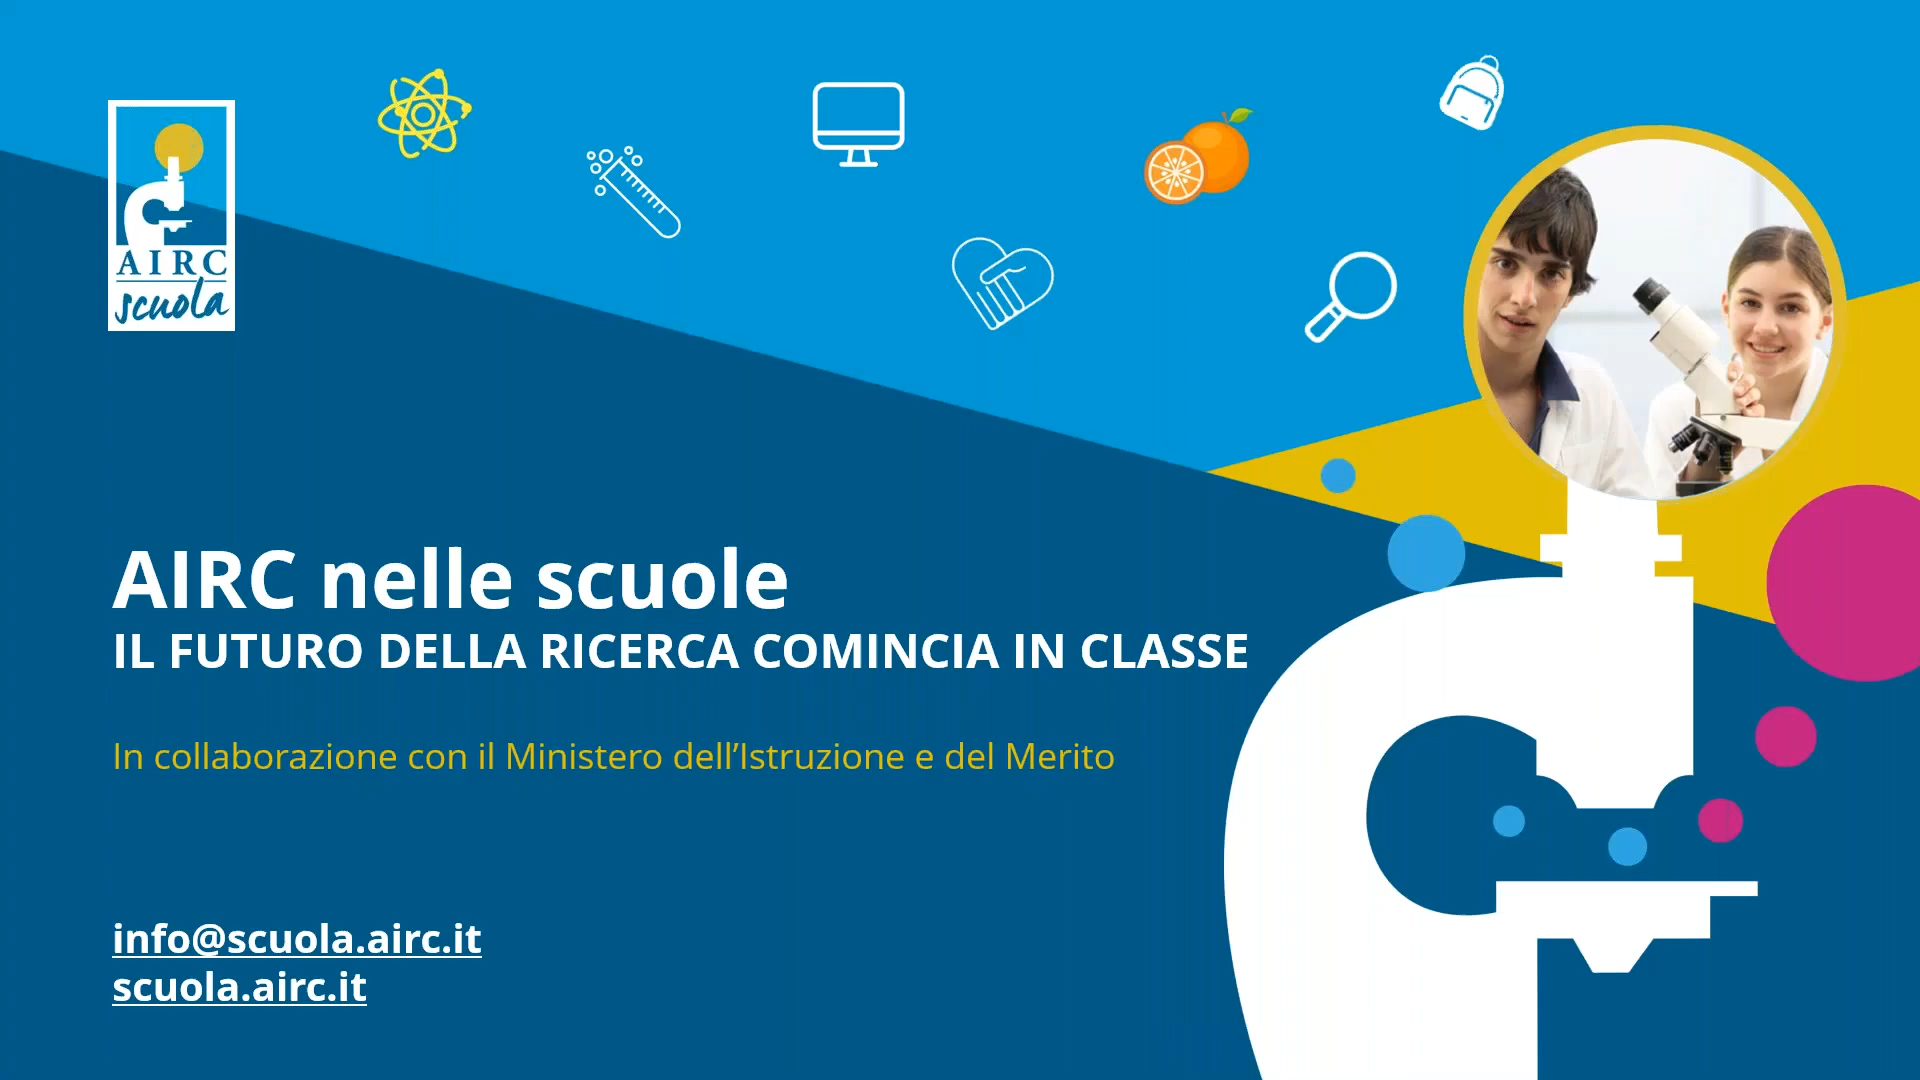 AIRC
scuola
AIRC nelle scuole
IL FUTURO DELLA RICERCA COMINCIA IN CLASSE
In collaborazione con il Ministero dell’Istruzione e del Merito
info@scuola.airc.it
scuola.airc.it